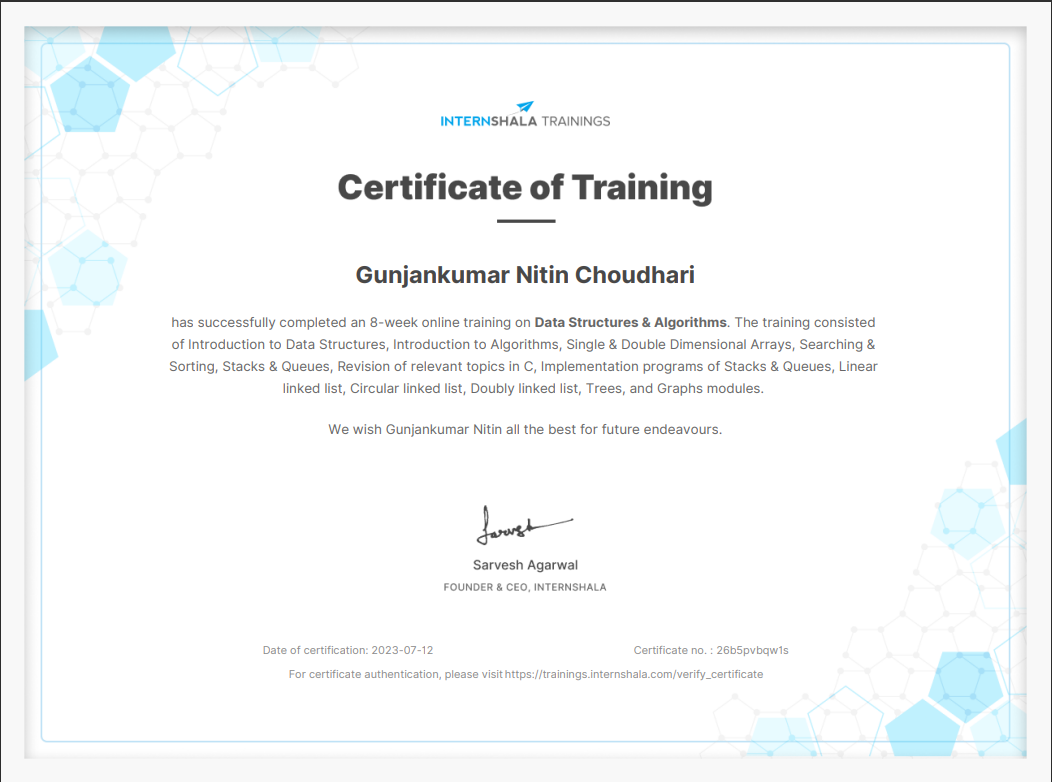 INTERNSHALA TRAININGS
Certificate of Training
Gunjankumar Nitin Choudhari
has successfully completed an 8-week online training on Data Structures & Algorithms. The training consisted
of Introduction to Data Structures, Introduction to Algorithms, Single & Double Dimensional Arrays, Searching &
Sorting, Stacks & Queues, Revision of relevant topics in C, Implementation programs of Stacks & Queues, Linear
linked list, Circular linked list, Doubly linked list, Trees, and Graphs modules.
We wish Gunjankumar Nitin all the best for future endeavours.
Sarvesh
Sarvesh Agarwal
FOUNDER & CEO, INTERNSHALA
Date of certification: 2023-07-12 Certificate no. : 26b5pvbqw1s
For certificate authentication, please visit https://trainings.internshala.com/verify_certificate